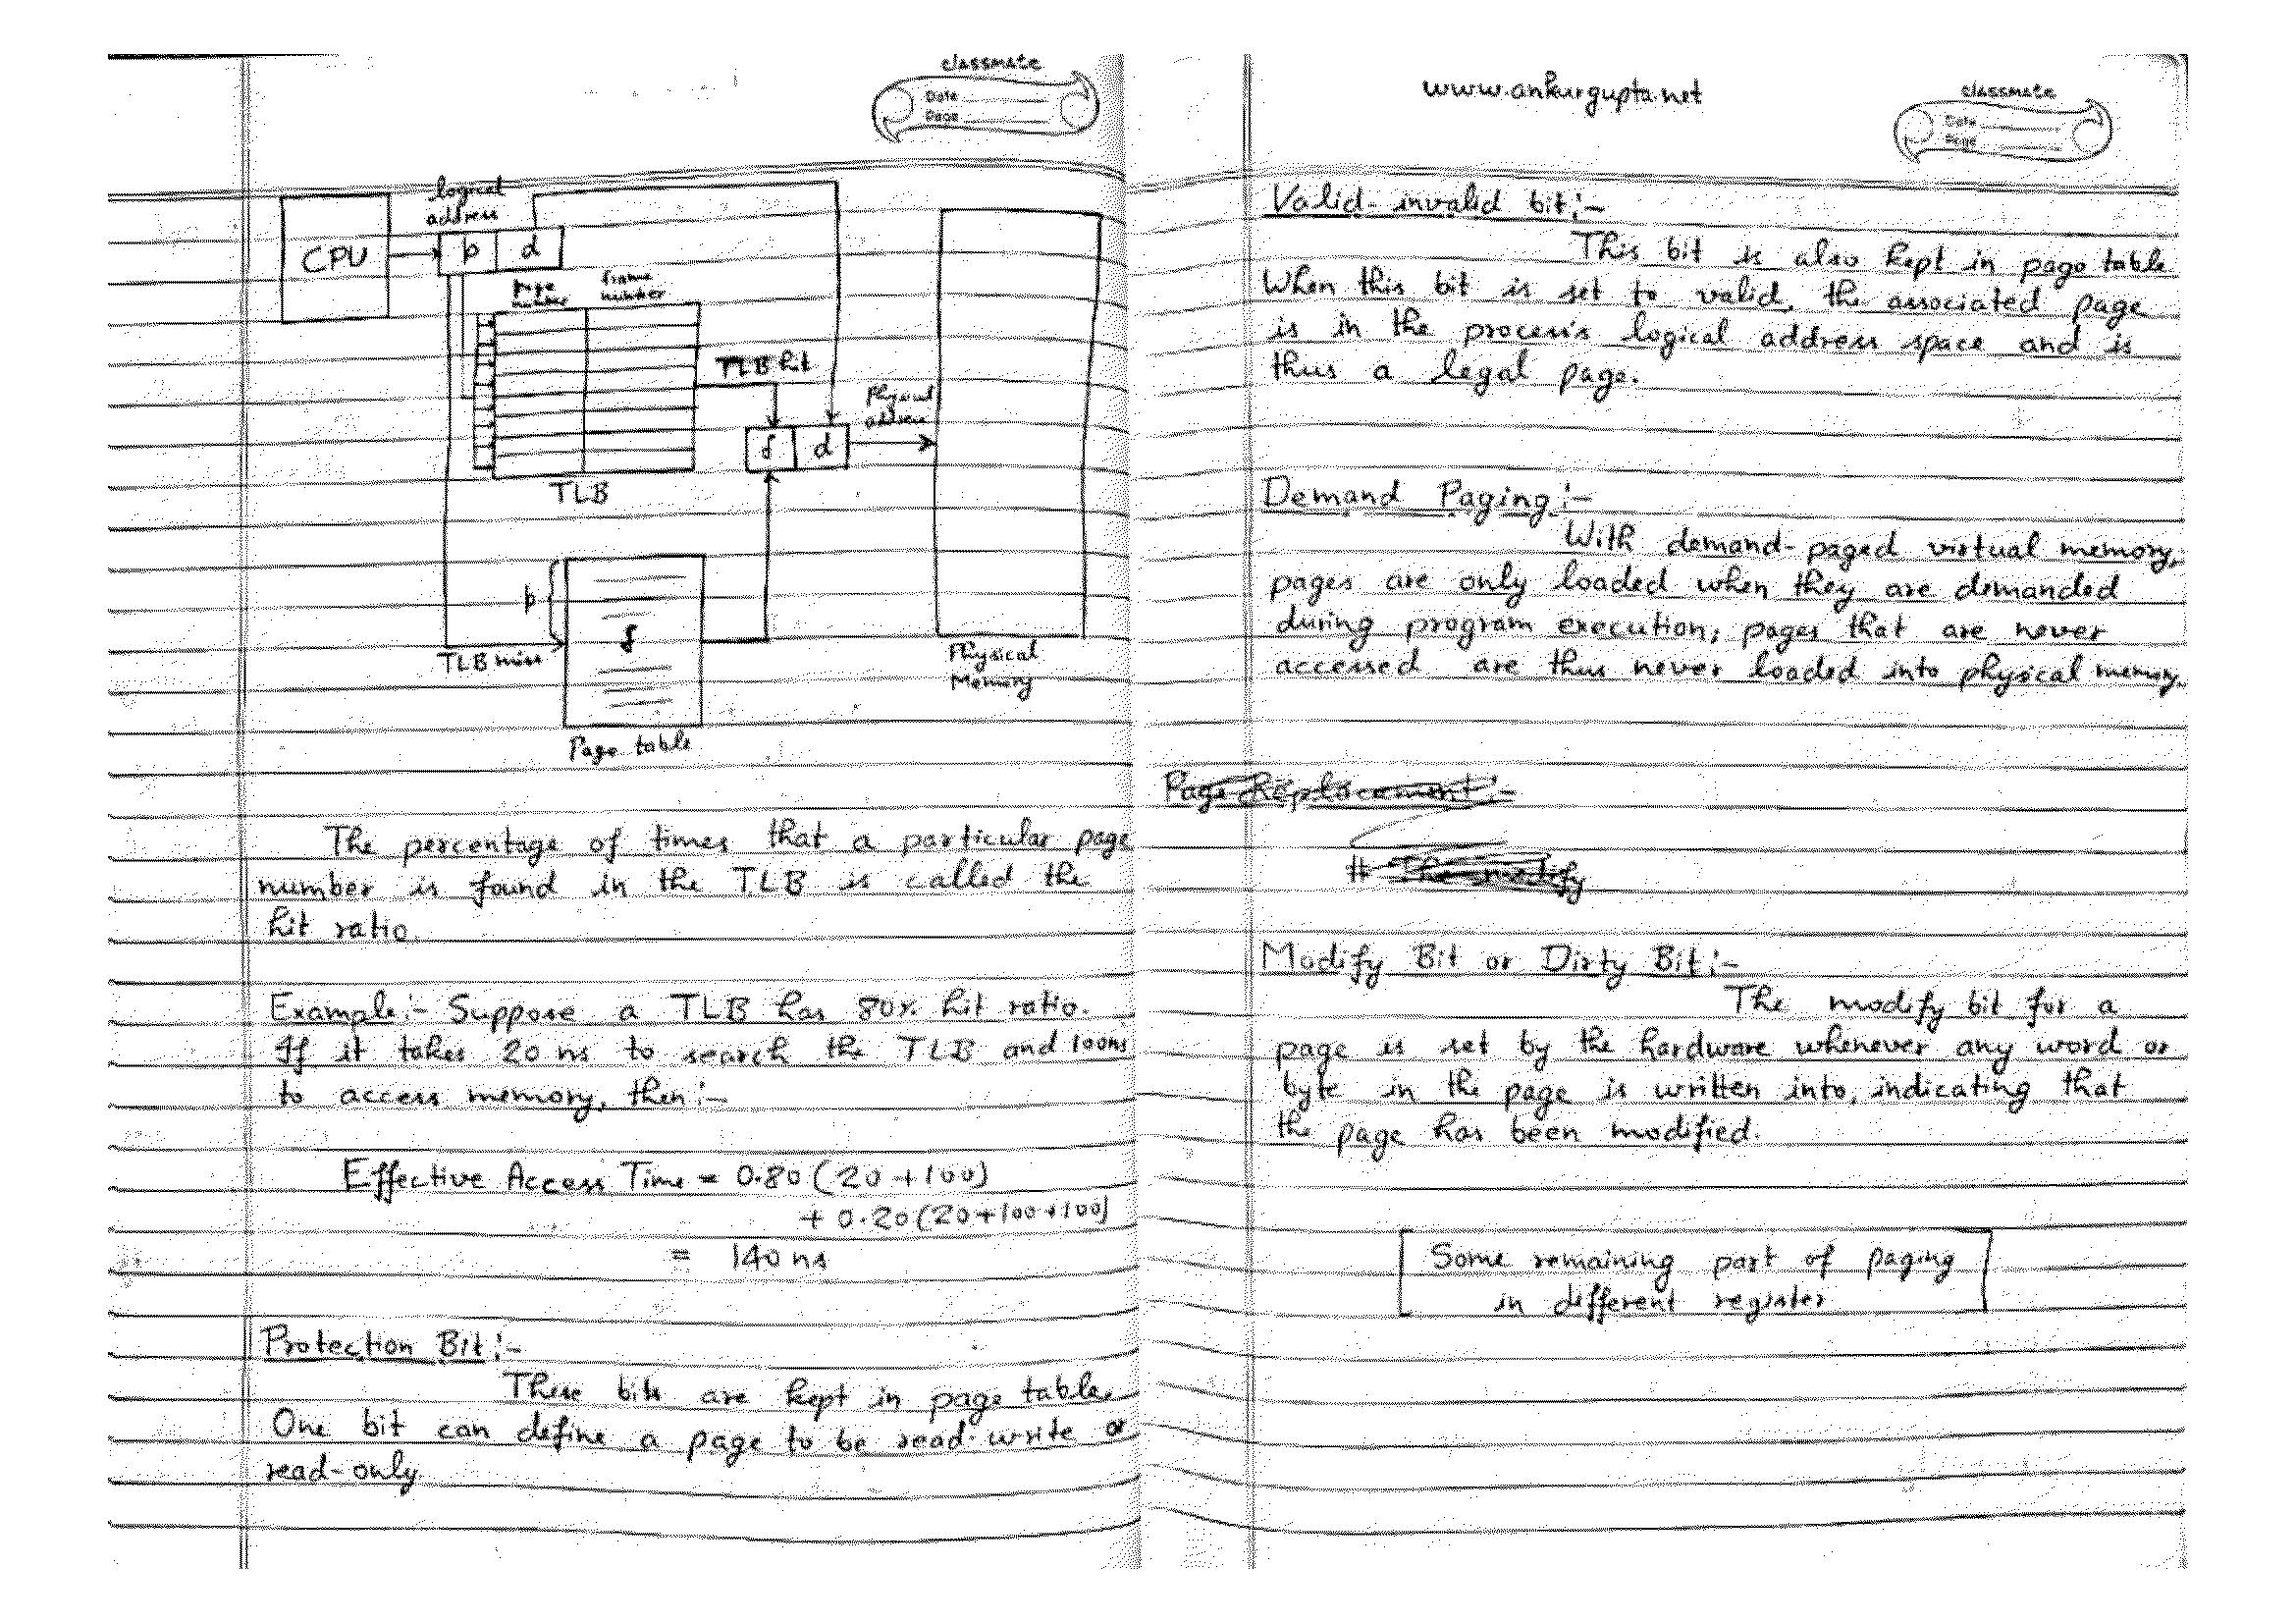 classmate
Date
Page
logical
address
CPU
p d
page
number
frame
number
TLB hit
physical
address
f d
TLB
p
f
TLB miss
Physical
Memory
Page table
The percentage of times that a particular page
number is found in the TLB is called the
hit ratio.
Example:- Suppose a TLB has 80% hit ratio.
If it takes 20 ns to search the TLB and 100ns
to access memory, then:-
Effective Access Time = 0.80 (20 + 100)
+ 0.20 (20+100+100)
= 140 ns
Protection Bit:-
These bits are kept in page table.
One bit can define a page to be read-write or
read-only.
www.ankurgupta.net
classmate
Date
Page
Valid-invalid bit:-
This bit is also kept in page table
When this bit is set to valid, the associated page
is in the process's logical address space and is
thus a legal page.
Demand Paging:-
With demand-paged virtual memory,
pages are only loaded when they are demanded
during program execution; pages that are never
accessed are thus never loaded into physical memory.
Page Replacement:-
# The modify
Modify Bit or Dirty Bit:-
The modify bit for a
page is set by the hardware whenever any word or
byte in the page is written into, indicating that
the page has been modified.
Some remaining part of paging
in different register